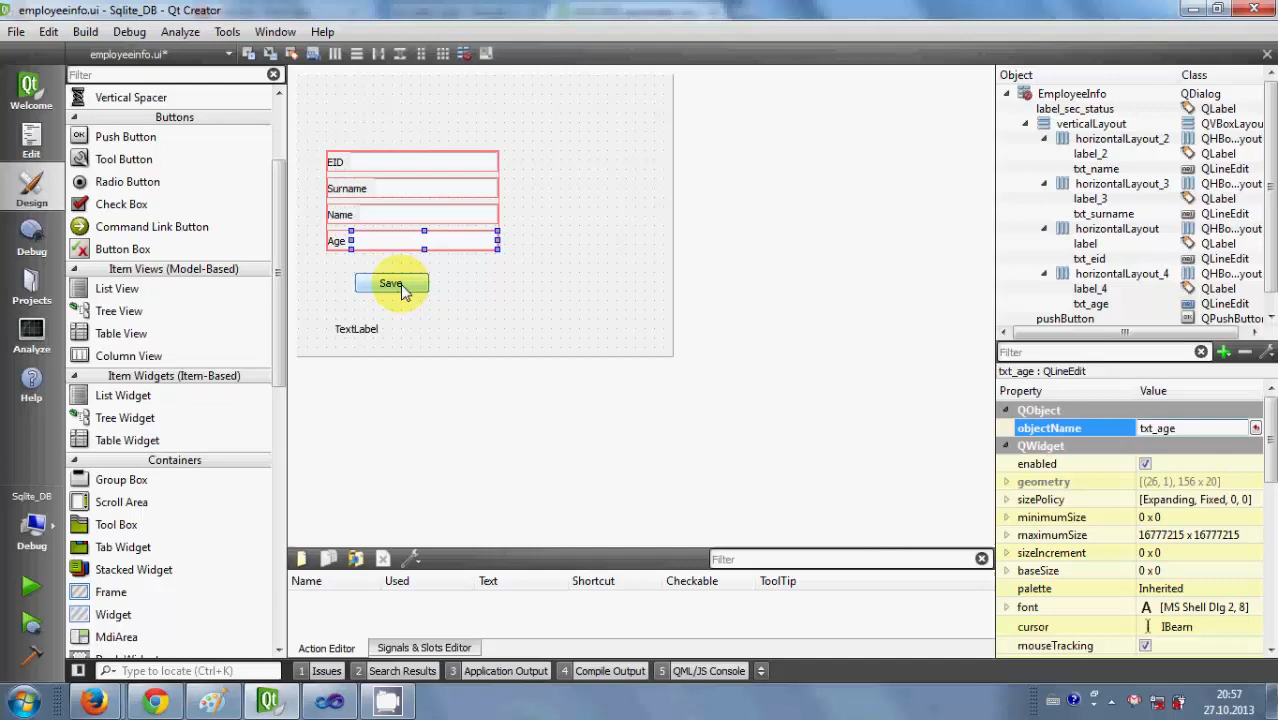 employeeinfo.ui - Sqlite_DB - Qt Creator
File Edit Build Debug Analyze Tools Window Help
employeeinfo.ui*
Welcome
Edit
Design
Debug
Projects
Analyze
Help
Sqlite_DB
Debug
Filter
Vertical Spacer
Buttons
Push Button
Tool Button
Radio Button
Check Box
Command Link Button
Button Box
Item Views (Model-Based)
List View
Tree View
Table View
Column View
Item Widgets (Item-Based)
List Widget
Tree Widget
Table Widget
Containers
Group Box
Scroll Area
Tool Box
Tab Widget
Stacked Widget
Frame
Widget
MdiArea
EID
Surname
Name
Age
Save
TextLabel
Filter
Name Used Text Shortcut Checkable ToolTip
Action Editor Signals & Slots Editor
Object Class
EmployeeInfo QDialog
label_sec_status QLabel
verticalLayout QVBoxLayou
horizontalLayout_2 QHBo...yout
label_2 QLabel
txt_name QLineEdit
horizontalLayout_3 QHBo...yout
label_3 QLabel
txt_surname QLineEdit
horizontalLayout QHBo...yout
label QLabel
txt_eid QLineEdit
horizontalLayout_4 QHBo...yout
label_4 QLabel
txt_age QLineEdit
pushButton QPushButton
Filter
txt_age : QLineEdit
Property Value
QObject
objectName txt_age
QWidget
enabled
geometry [(26, 1), 156 x 20]
sizePolicy [Expanding, Fixed, 0, 0]
minimumSize 0 x 0
maximumSize 16777215 x 16777215
sizeIncrement 0 x 0
baseSize 0 x 0
palette Inherited
font A [MS Shell Dlg 2, 8]
cursor IBeam
mouseTracking
Type to locate (Ctrl+K) 1 Issues 2 Search Results 3 Application Output 4 Compile Output 5 QML/JS Console
20:57
27.10.2013